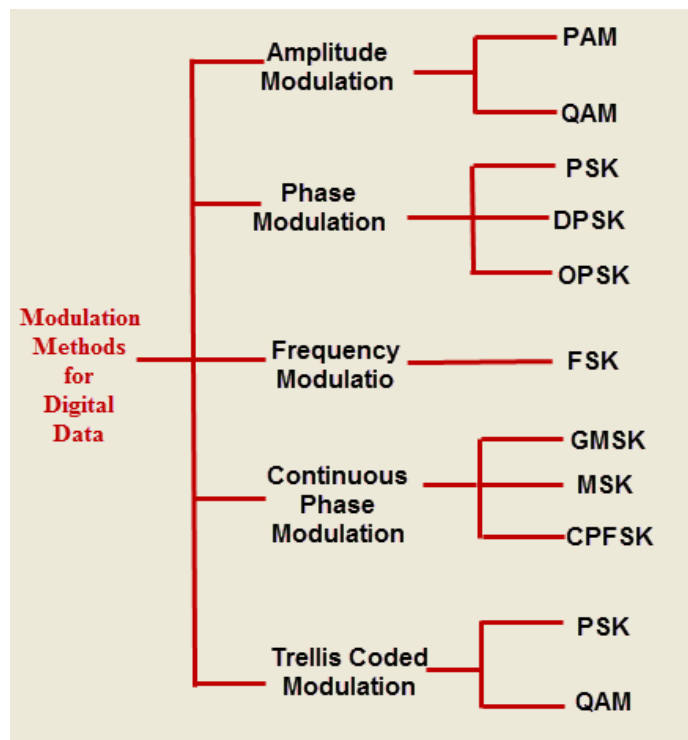 Modulation
Methods
for
Digital
Data
Amplitude
Modulation
PAM
QAM
Phase
Modulation
PSK
DPSK
OPSK
Frequency
Modulatio
FSK
Continuous
Phase
Modulation
GMSK
MSK
CPFSK
Trellis Coded
Modulation
PSK
QAM